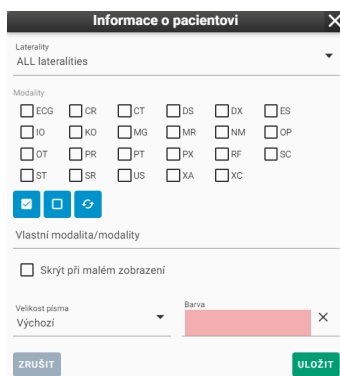 Informace o pacientovi
Laterality
ALL lateralities
Modality
ECG CR CT DS DX ES
IO KO MG MR NM OP
OT PR PT PX RF SC
ST SR US XA XC
Vlastní modalita/modality
Skrýt při malém zobrazení
Velikost písma Barva
Výchozí
ZRUŠIT ULOŽIT